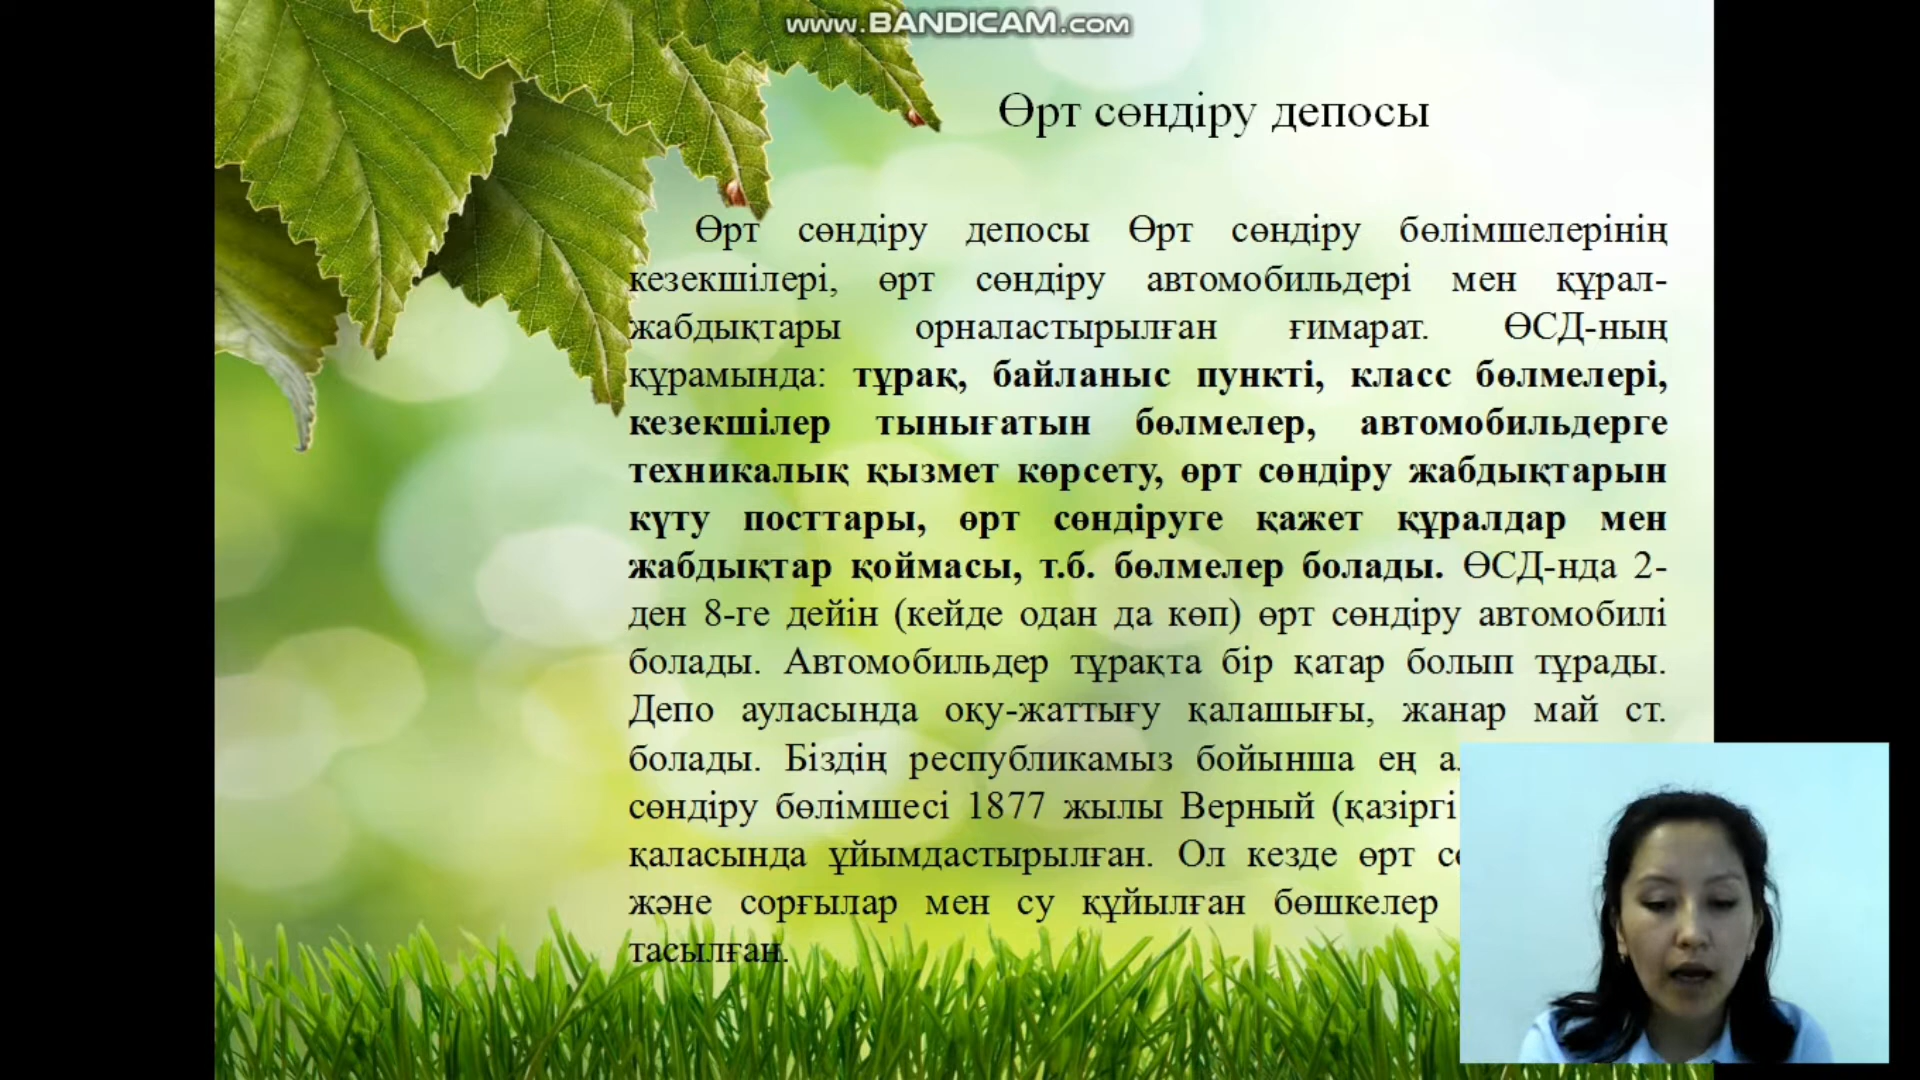 www.BANDICAM.com
Өрт сөндіру депосы
Өрт сөндіру депосы Өрт сөндіру бөлімшелерінің
кезекшілері, өрт сөндіру автомобильдері мен құрал-
жабдықтары орналастырылған ғимарат. ӨСД-ның
құрамында: тұрақ, байланыс пункті, класс бөлмелері,
кезекшілер тынығатын бөлмелер, автомобильдерге
техникалық қызмет көрсету, өрт сөндіру жабдықтарын
күту посттары, өрт сөндіруге қажет құралдар мен
жабдықтар қоймасы, т.б. бөлмелер болады. ӨСД-нда 2-
ден 8-ге дейін (кейде одан да көп) өрт сөндіру автомобилі
болады. Автомобильдер тұрақта бір қатар болып тұрады.
Депо ауласында оқу-жаттығу қалашығы, жанар май ст.
болады. Біздің республикамыз бойынша ең
сөндіру бөлімшесі 1877 жылы Верный (қазіргі
қаласында ұйымдастырылған. Ол кезде өрт
және сорғылар мен су құйылған бөшкелер
тасылған.